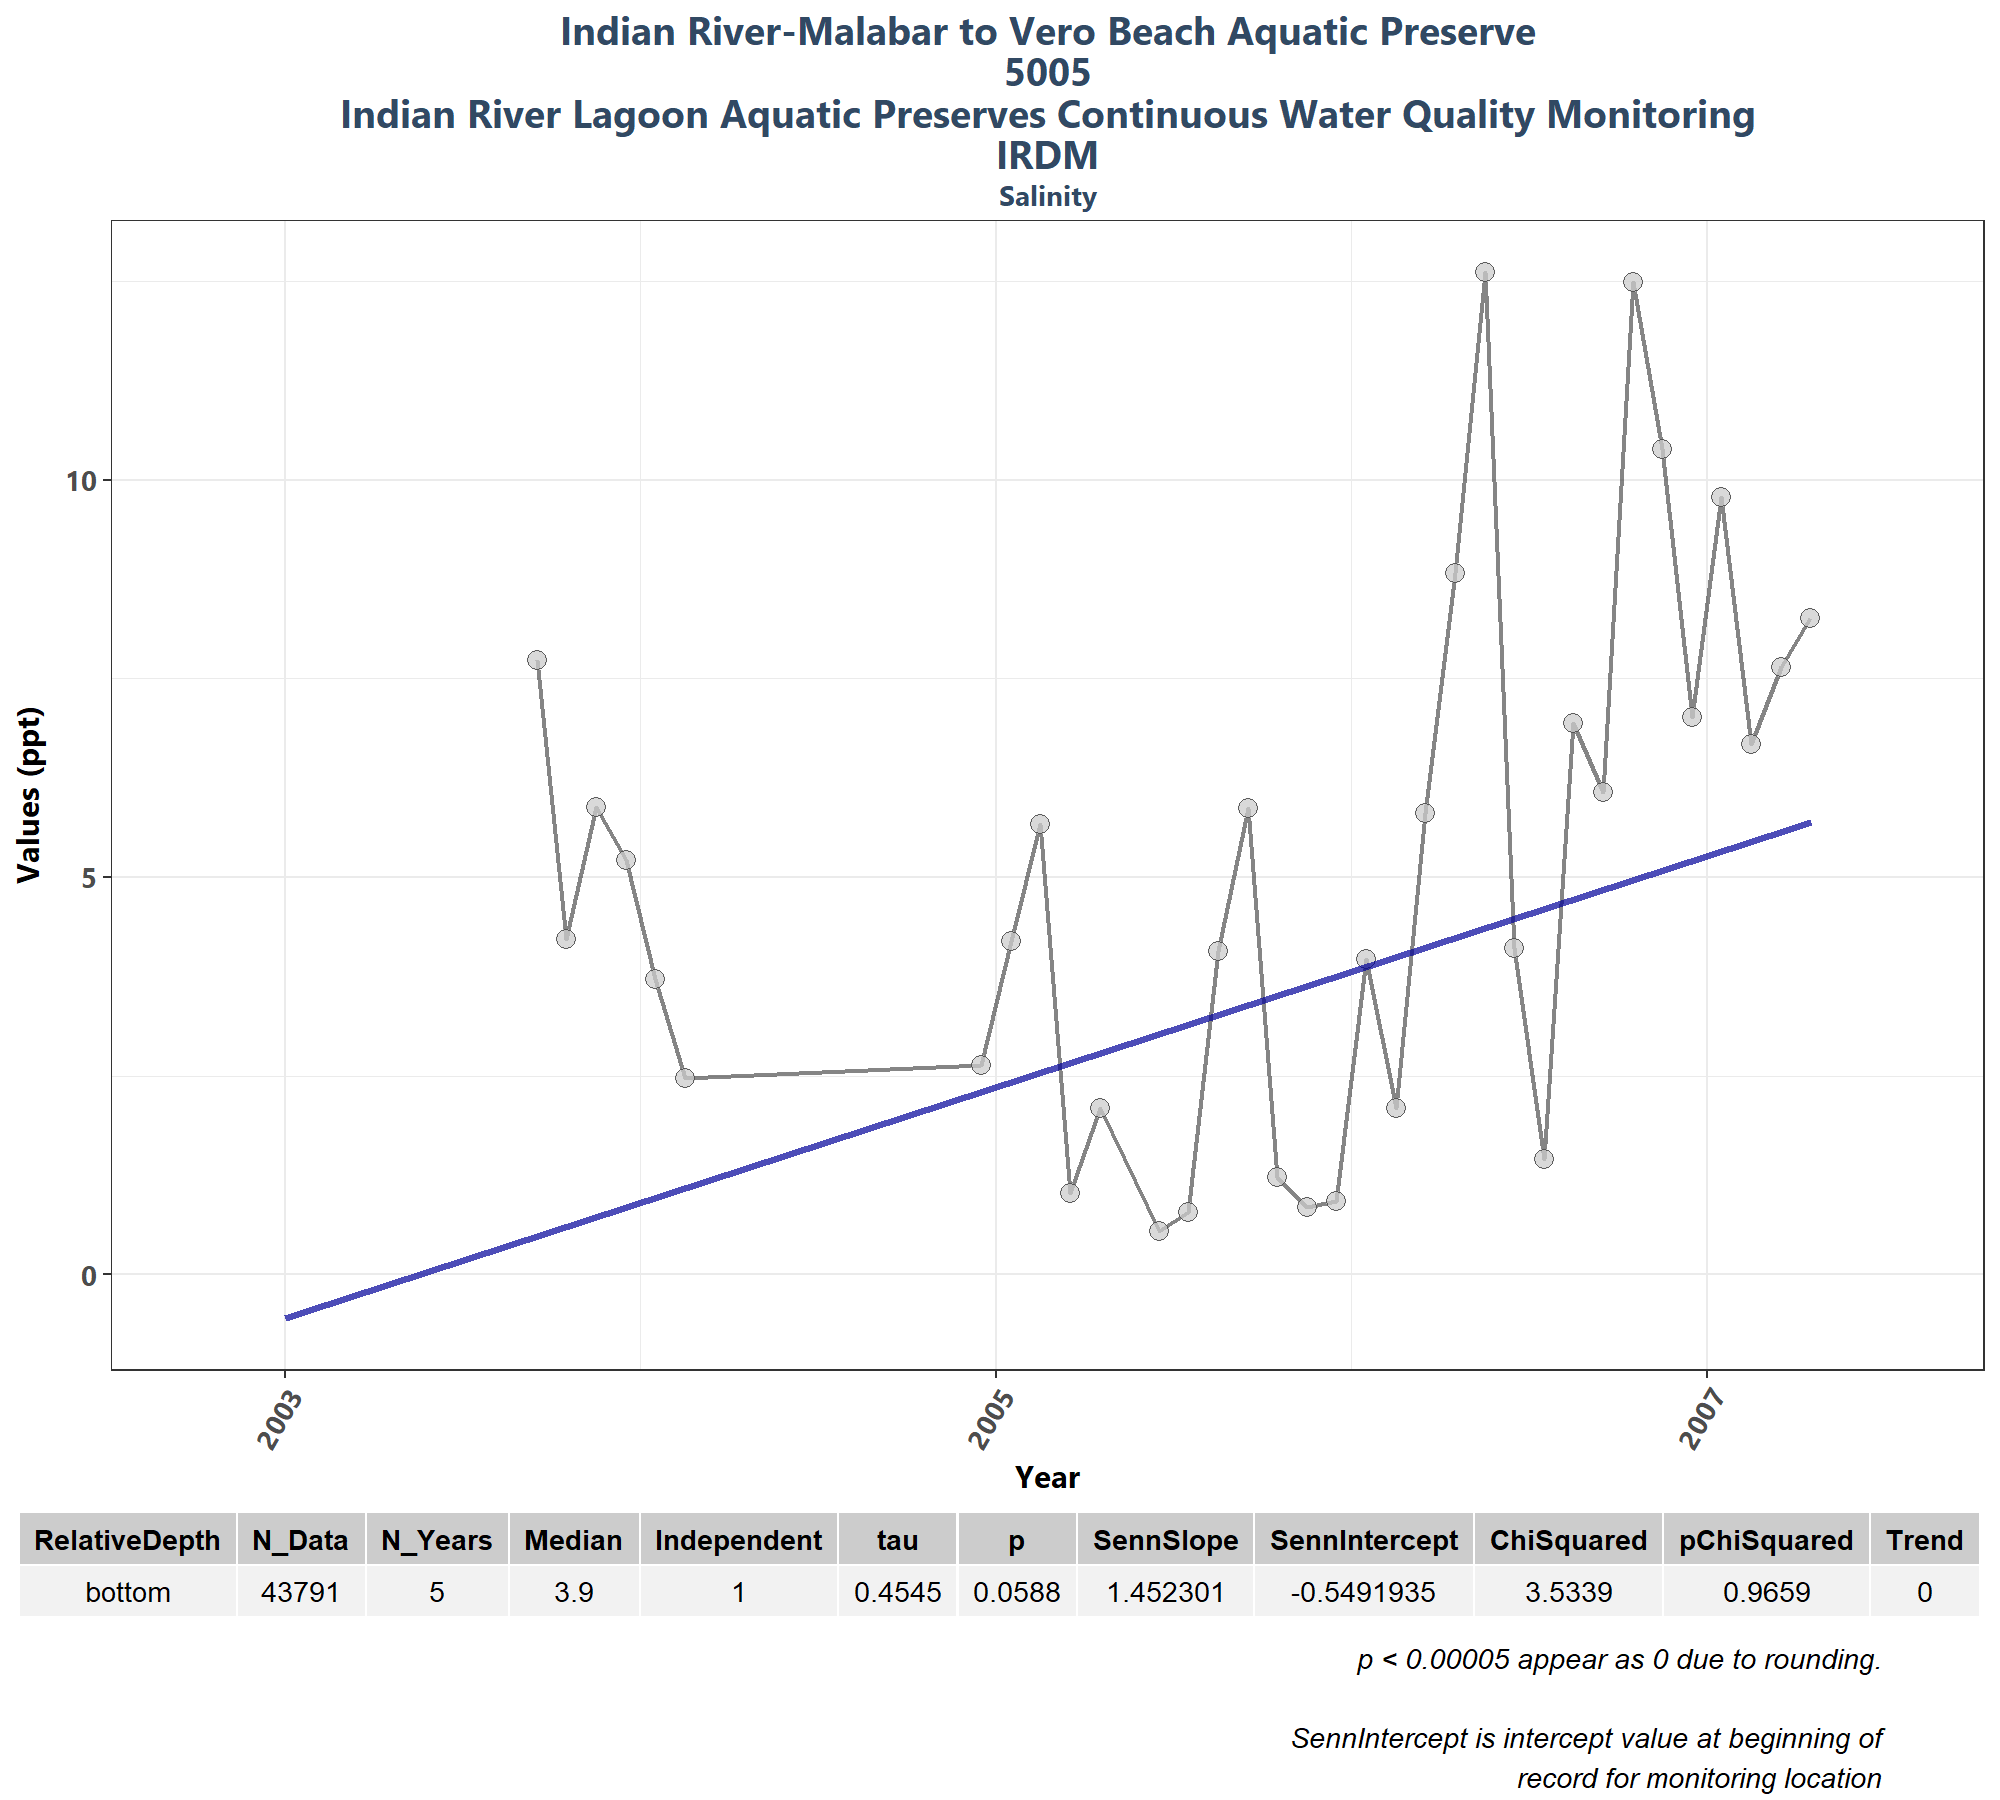 Indian River-Malabar to Vero Beach Aquatic Preserve
5005
Indian River Lagoon Aquatic Preserves Continuous Water Quality Monitoring
IRDM
Salinity
Values (ppt)
10
5
0
2003
2005
2007
Year
RelativeDepth N_Data N_Years Median Independent tau p SennSlope SennIntercept ChiSquared pChiSquared Trend
bottom 43791 5 3.9 1 0.4545 0.0588 1.452301 -0.5491935 3.5339 0.9659 0
p < 0.00005 appear as 0 due to rounding.
SennIntercept is intercept value at beginning of
record for monitoring location